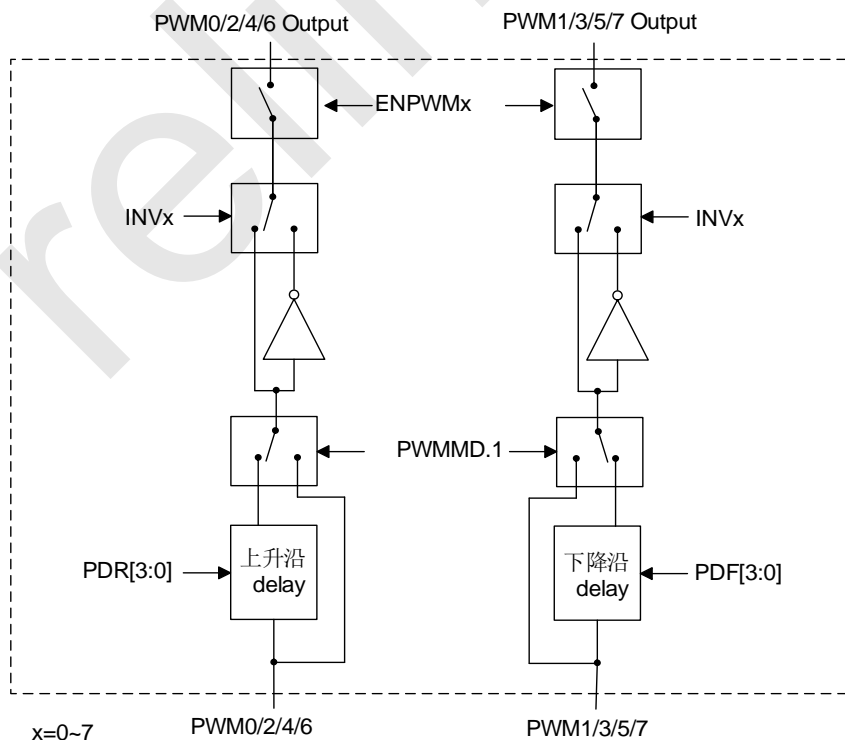 PWM0/2/4/6 Output
PWM1/3/5/7 Output
ENPWMx
INVx
INVx
PWMMD.1
PDR[3:0]
上升沿
delay
下降沿
delay
PDF[3:0]
PWM0/2/4/6
PWM1/3/5/7
x=0~7
reli